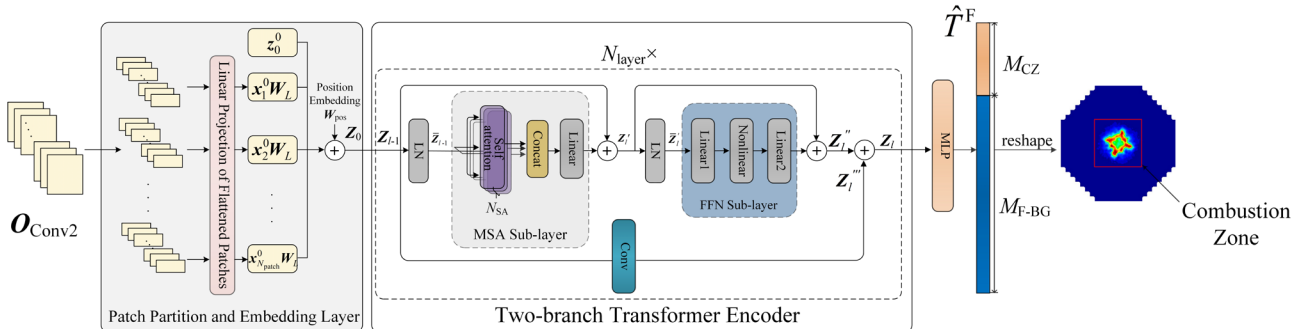 O_Conv2
Linear Projection of Flattened Patches
z_0^0
x_1^0 W_L
x_2^0 W_L
x_{N_patch}^0 W_L
Position
Embedding
W_pos
Z_0
Patch Partition and Embedding Layer
N_layer×
Z_{l-1}
LN
z̄_{l-1}
Self
attention
N_SA
Concat
Linear
MSA Sub-layer
z_l'
LN
z̄_l'
Linear1
Nonlinear
Linear2
FFN Sub-layer
Z_l''
Z_l'''
Z_l
Conv
Two-branch Transformer Encoder
MLP
T̂^F
M_CZ
M_F-BG
reshape
Combustion
Zone